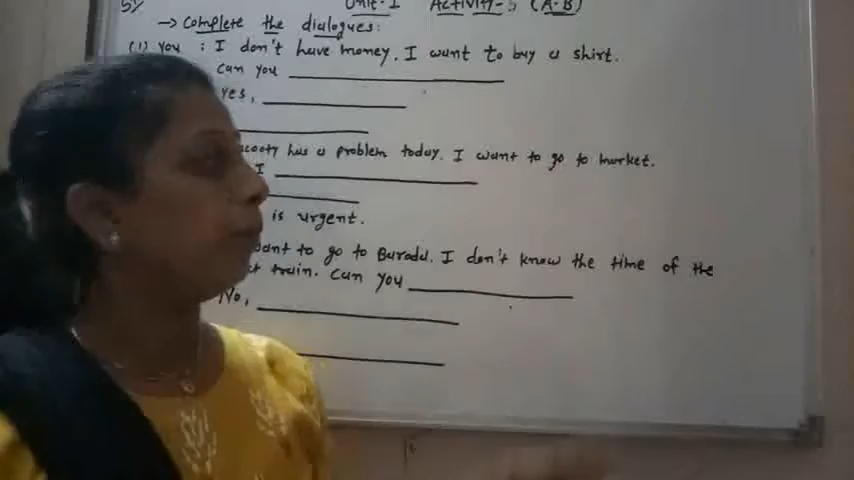 Unit-1 Activity-5 (A-B)
→ Complete the dialogues:
(1) You : I don't have money. I want to buy a shirt.
Can you
Yes,
scooty has a problem today. I want to go to market.
I
is urgent.
want to go to Baroda. I don't know the time of the
train. Can you
No,